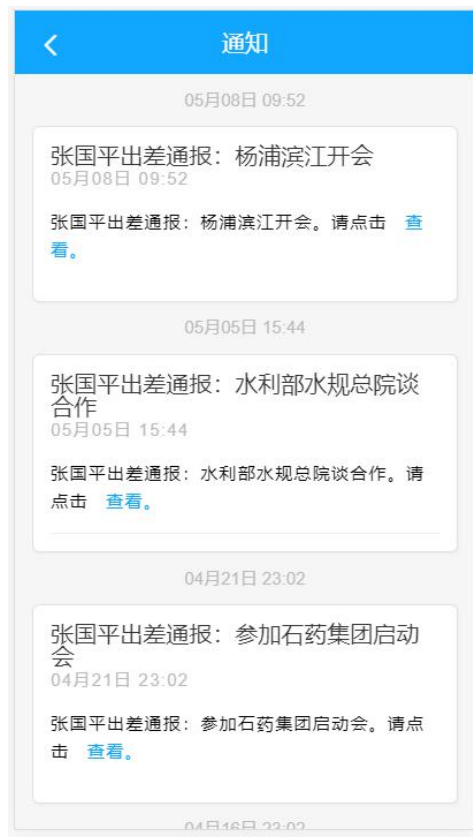 通知
05月08日 09:52
张国平出差通报：杨浦滨江开会
05月08日 09:52
张国平出差通报：杨浦滨江开会。请点击 查
看。
05月05日 15:44
张国平出差通报：水利部水规总院谈
合作
05月05日 15:44
张国平出差通报：水利部水规总院谈合作。请
点击 查看。
04月21日 23:02
张国平出差通报：参加石药集团启动
会
04月21日 23:02
张国平出差通报：参加石药集团启动会。请点
击 查看。
04月16日 23:02